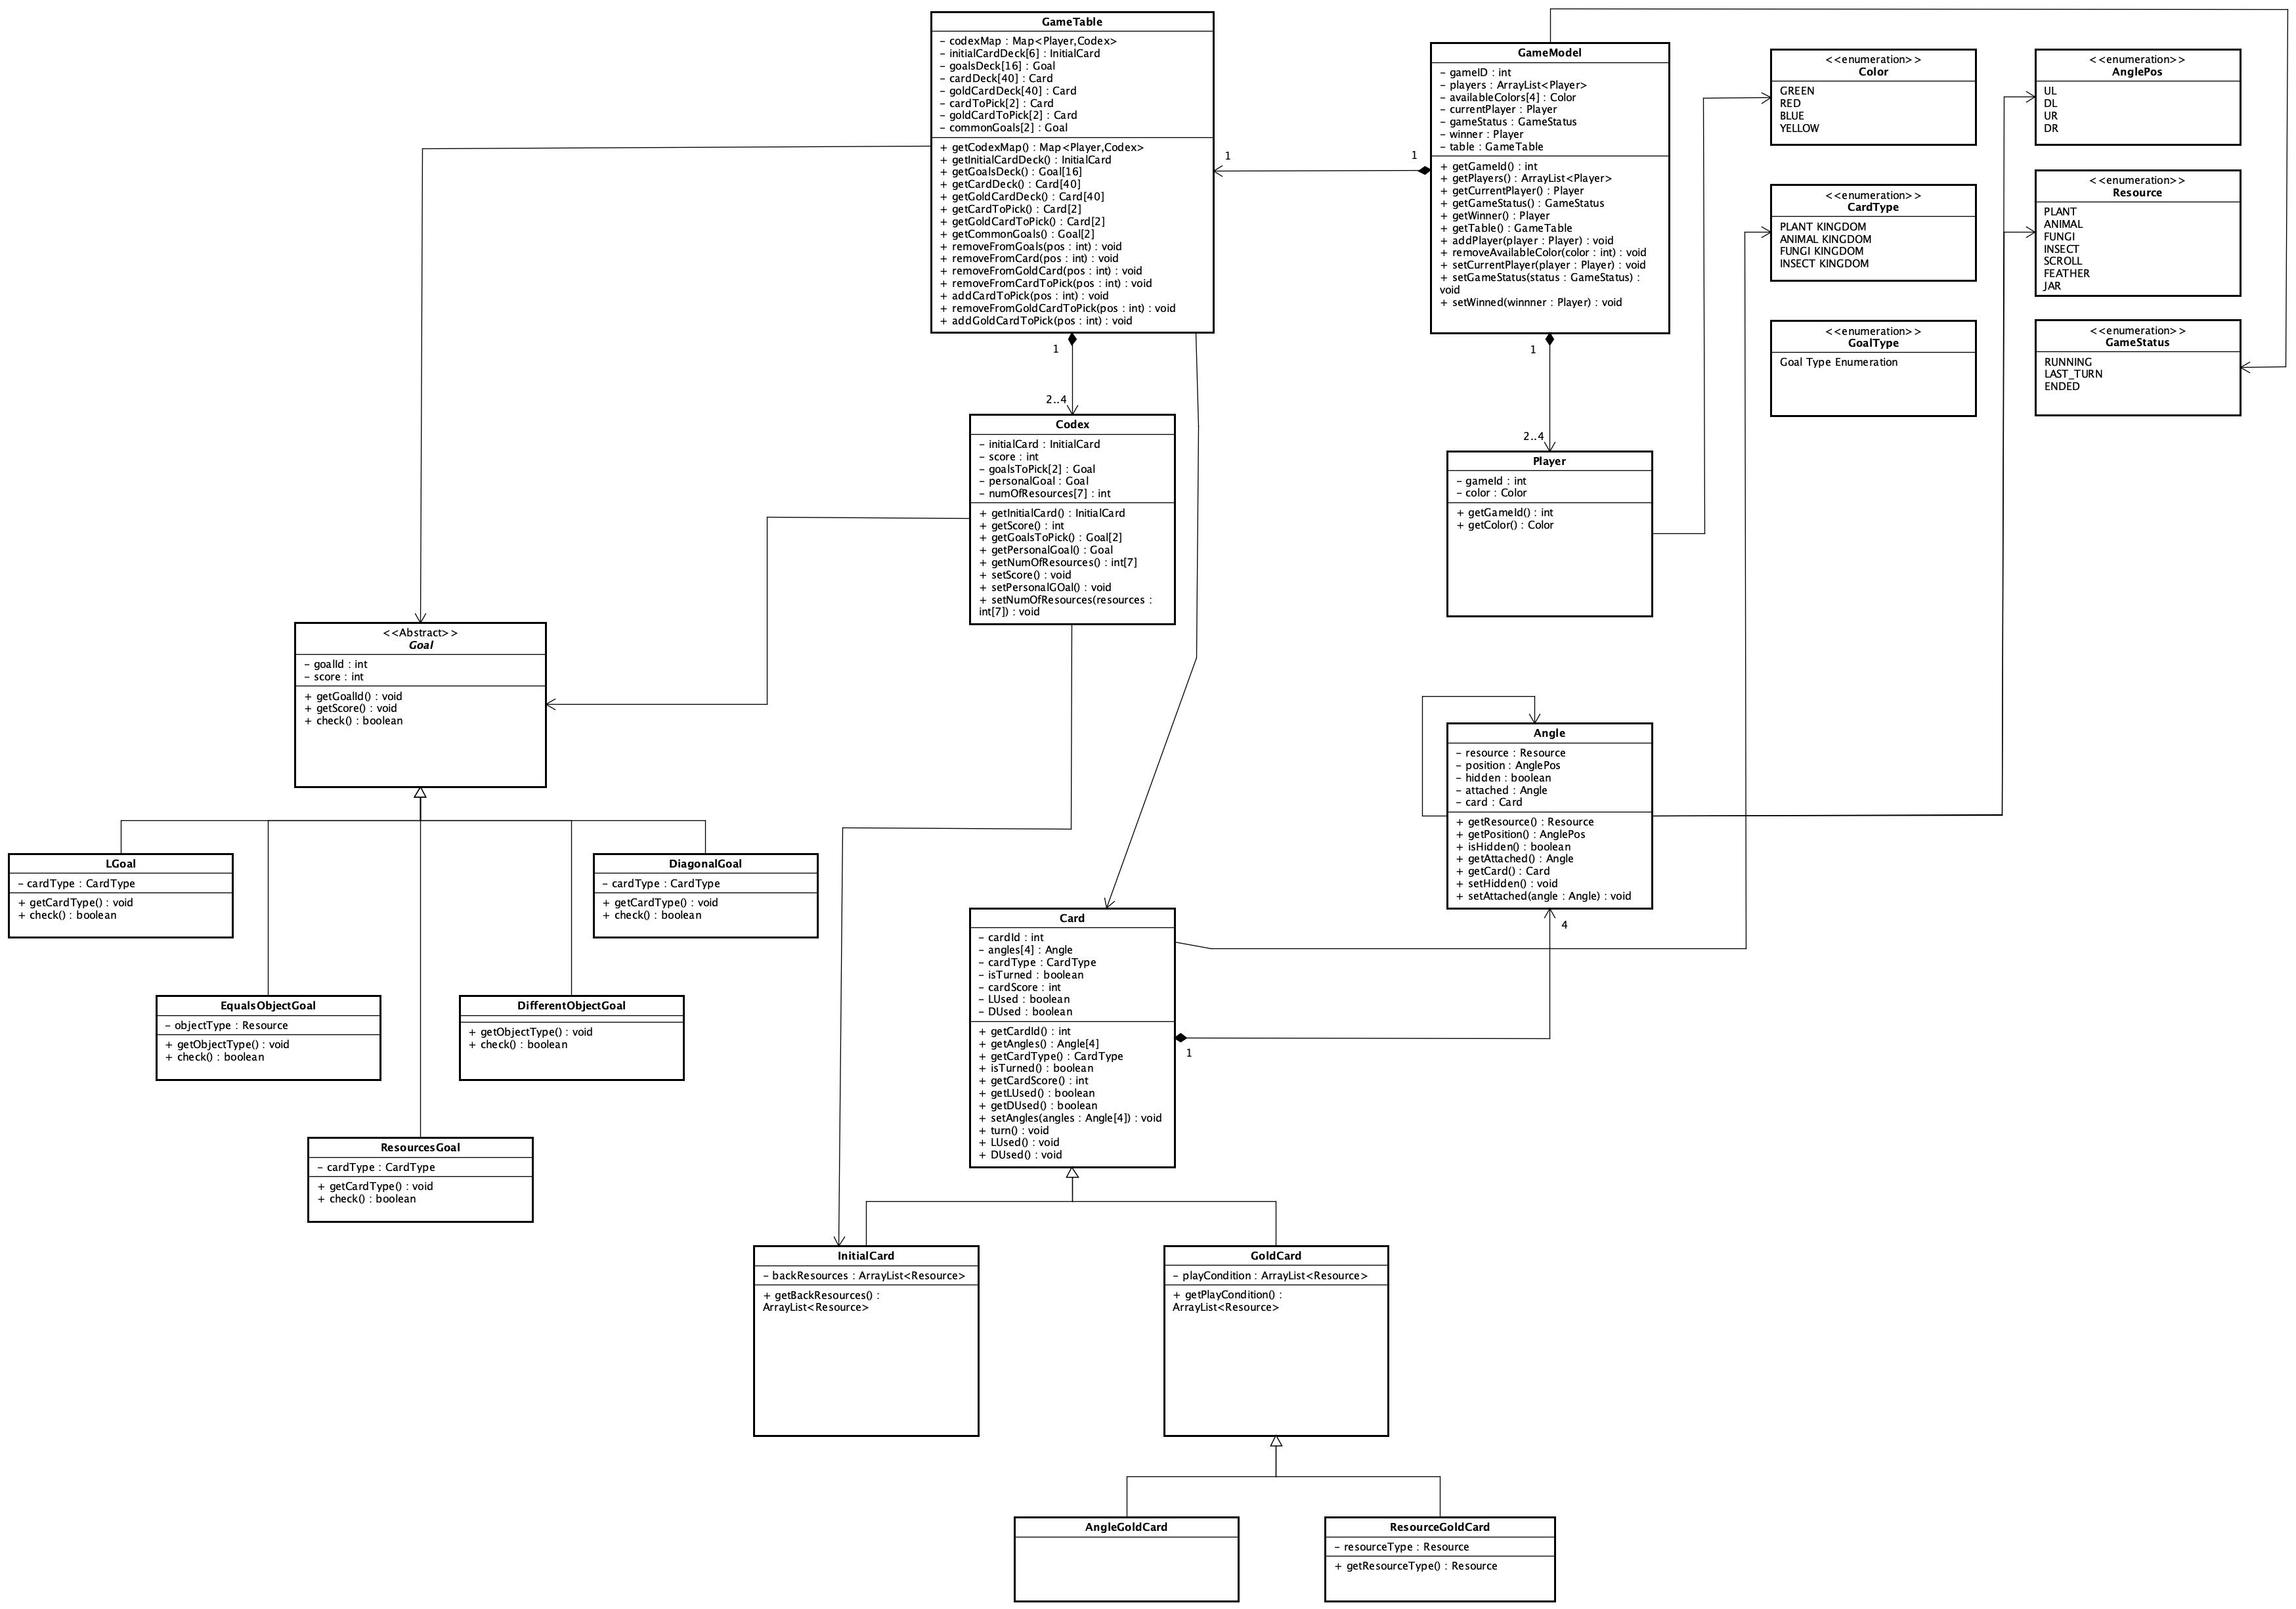 GameTable
– codexMap : Map<Player,Codex>
– initialCardDeck[6] : InitialCard
– goalsDeck[16] : Goal
– cardDeck[40] : Card
– goldCardDeck[40] : Card
– cardToPick[2] : Card
– goldCardToPick[2] : Card
– commonGoals[2] : Goal
+ getCodexMap() : Map<Player,Codex>
+ getInitialCardDeck() : InitialCard
+ getGoalsDeck() : Goal[16]
+ getCardDeck() : Card[40]
+ getGoldCardDeck() : Card[40]
+ getCardToPick() : Card[2]
+ getGoldCardToPick() : Card[2]
+ getCommonGoals() : Goal[2]
+ removeFromGoals(pos : int) : void
+ removeFromCard(pos : int) : void
+ removeFromGoldCard(pos : int) : void
+ removeFromCardToPick(pos : int) : void
+ addCardToPick(pos : int) : void
+ removeFromGoldCardToPick(pos : int) : void
+ addGoldCardToPick(pos : int) : void
1
1
GameModel
– gameID : int
– players : ArrayList<Player>
– availableColors[4] : Color
– currentPlayer : Player
– gameStatus : GameStatus
– winner : Player
– table : GameTable
+ getGameId() : int
+ getPlayers() : ArrayList<Player>
+ getCurrentPlayer() : Player
+ getGameStatus() : GameStatus
+ getWinner() : Player
+ getTable() : GameTable
+ addPlayer(player : Player) : void
+ removeAvailableColor(color : int) : void
+ setCurrentPlayer(player : Player) : void
+ setGameStatus(status : GameStatus) :
void
+ setWinned(winnner : Player) : void
<<enumeration>>
Color
GREEN
RED
BLUE
YELLOW
<<enumeration>>
AnglePos
UL
DL
UR
DR
<<enumeration>>
CardType
PLANT KINGDOM
ANIMAL KINGDOM
FUNGI KINGDOM
INSECT KINGDOM
<<enumeration>>
Resource
PLANT
ANIMAL
FUNGI
INSECT
SCROLL
FEATHER
JAR
<<enumeration>>
GoalType
Goal Type Enumeration
<<enumeration>>
GameStatus
RUNNING
LAST_TURN
ENDED
1
2..4
1
2..4
Codex
– initialCard : InitialCard
– score : int
– goalsToPick[2] : Goal
– personalGoal : Goal
– numOfResources[7] : int
+ getInitialCard() : InitialCard
+ getScore() : int
+ getGoalsToPick() : Goal[2]
+ getPersonalGoal() : Goal
+ getNumOfResources() : int[7]
+ setScore() : void
+ setPersonalGOal() : void
+ setNumOfResources(resources :
int[7]) : void
Player
– gameId : int
– color : Color
+ getGameId() : int
+ getColor() : Color
<<Abstract>>
Goal
– goalId : int
– score : int
+ getGoalId() : void
+ getScore() : void
+ check() : boolean
Angle
– resource : Resource
– position : AnglePos
– hidden : boolean
– attached : Angle
– card : Card
+ getResource() : Resource
+ getPosition() : AnglePos
+ isHidden() : boolean
+ getAttached() : Angle
+ getCard() : Card
+ setHidden() : void
+ setAttached(angle : Angle) : void
4
LGoal
– cardType : CardType
+ getCardType() : void
+ check() : boolean
DiagonalGoal
– cardType : CardType
+ getCardType() : void
+ check() : boolean
Card
– cardId : int
– angles[4] : Angle
– cardType : CardType
– isTurned : boolean
– cardScore : int
– LUsed : boolean
– DUsed : boolean
+ getCardId() : int
+ getAngles() : Angle[4]
+ getCardType() : CardType
+ isTurned() : boolean
+ getCardScore() : int
+ getLUsed() : boolean
+ getDUsed() : boolean
+ setAngles(angles : Angle[4]) : void
+ turn() : void
+ LUsed() : void
+ DUsed() : void
1
EqualsObjectGoal
– objectType : Resource
+ getObjectType() : void
+ check() : boolean
DifferentObjectGoal
+ getObjectType() : void
+ check() : boolean
ResourcesGoal
– cardType : CardType
+ getCardType() : void
+ check() : boolean
InitialCard
– backResources : ArrayList<Resource>
+ getBackResources() :
ArrayList<Resource>
GoldCard
– playCondition : ArrayList<Resource>
+ getPlayCondition() :
ArrayList<Resource>
AngleGoldCard
ResourceGoldCard
– resourceType : Resource
+ getResourceType() : Resource